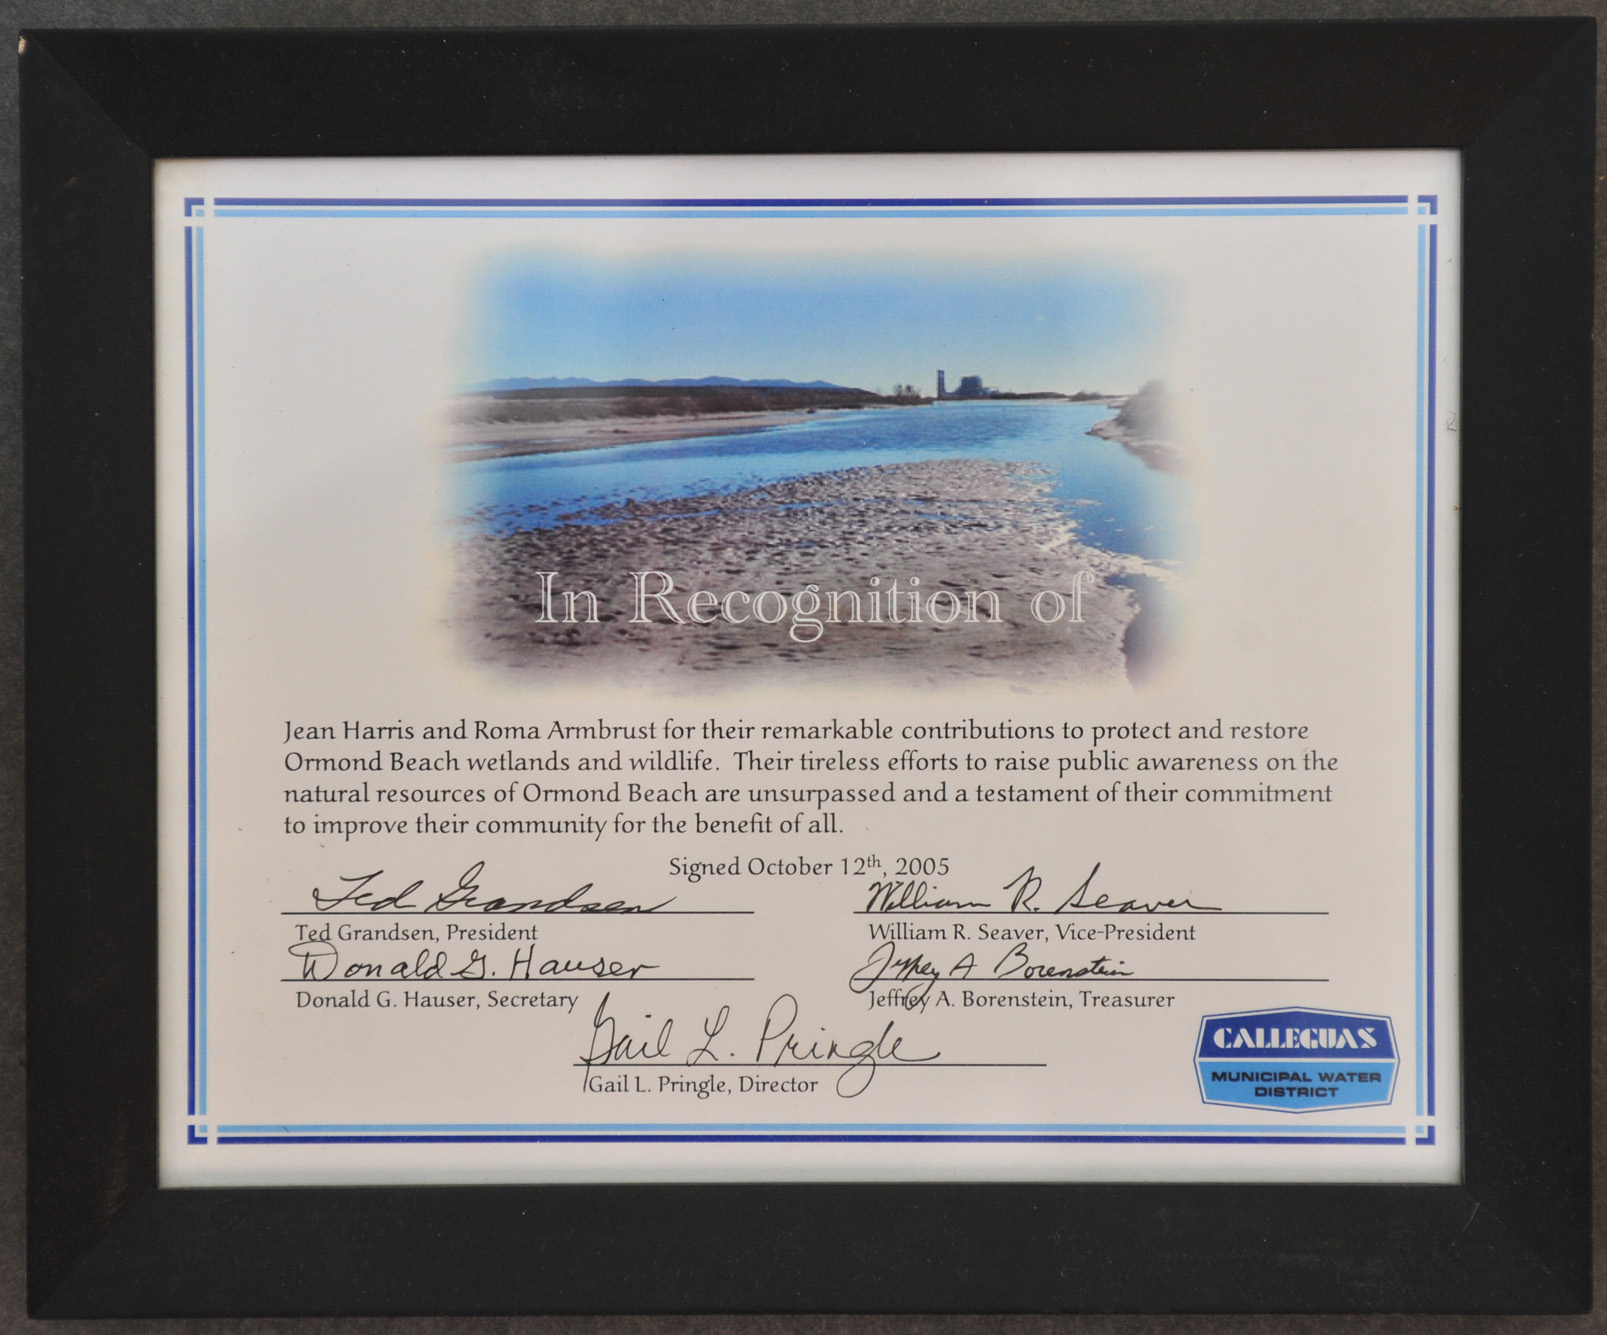 In Recognition of
Jean Harris and Roma Armbrust for their remarkable contributions to protect and restore
Ormond Beach wetlands and wildlife. Their tireless efforts to raise public awareness on the
natural resources of Ormond Beach are unsurpassed and a testament of their commitment
to improve their community for the benefit of all.
Signed October 12th, 2005
Ted Grandsen
William R. Seaver
Ted Grandsen, President
William R. Seaver, Vice-President
Donald G. Hauser
Jeffrey A Borenstein
Donald G. Hauser, Secretary
Jeffrey A. Borenstein, Treasurer
Gail L. Pringle
Gail L. Pringle, Director
CALLEGUAS
MUNICIPAL WATER
DISTRICT